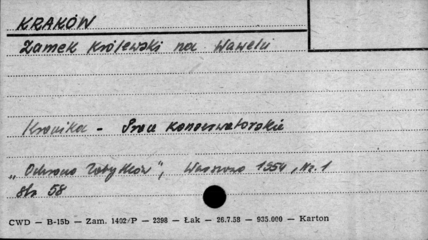 KRAKÓW
Zamek Królewski na Wawelu
Kronika - Prace konserwatorskie
„Ochrona Zabytków”, Warszawa 1954, Nr. 1
str. 58
CWD — B-15b — Zam. 1402/P — 2398 — Łak — 26.7.58 — 935.000 — Karton